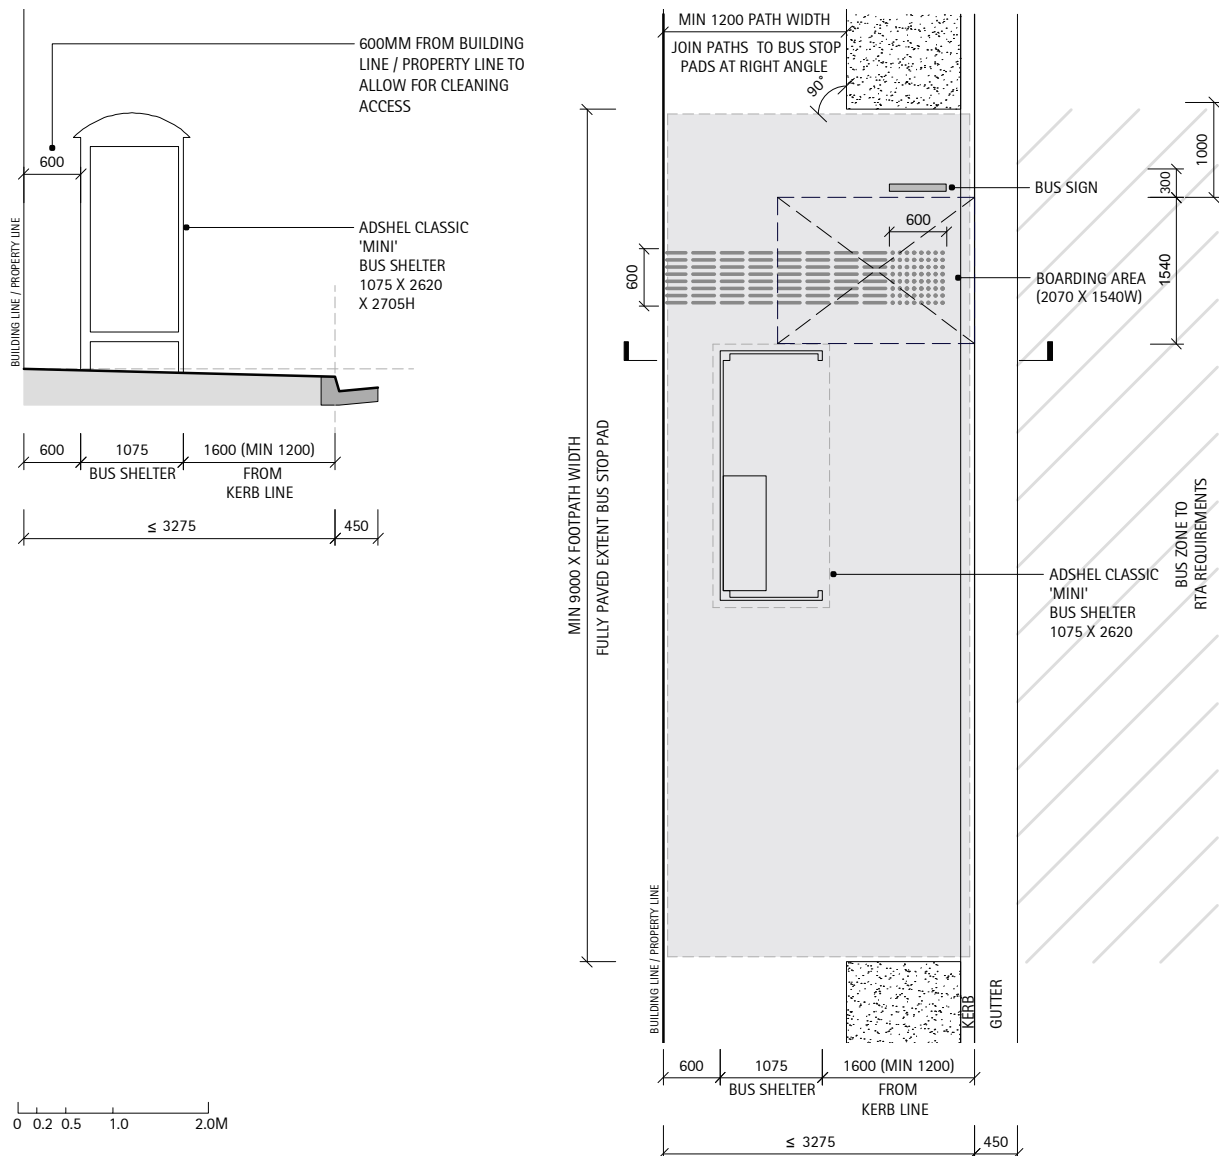 600MM FROM BUILDING
LINE / PROPERTY LINE TO
ALLOW FOR CLEANING
ACCESS
600
BUILDING LINE / PROPERTY LINE
ADSHEL CLASSIC
'MINI'
BUS SHELTER
1075 X 2620
X 2705H
600
1075
1600 (MIN 1200)
BUS SHELTER
FROM
KERB LINE
≤ 3275
450
0 0.2 0.5 1.0 2.0M
MIN 1200 PATH WIDTH
JOIN PATHS TO BUS STOP
PADS AT RIGHT ANGLE
90°
1000
300
BUS SIGN
600
600
BOARDING AREA
(2070 X 1540W)
1540
MIN 9000 X FOOTPATH WIDTH
FULLY PAVED EXTENT BUS STOP PAD
BUS ZONE TO
RTA REQUIREMENTS
ADSHEL CLASSIC
'MINI'
BUS SHELTER
1075 X 2620
BUILDING LINE / PROPERTY LINE
KERB
GUTTER
600
1075
1600 (MIN 1200)
BUS SHELTER
FROM
KERB LINE
≤ 3275
450